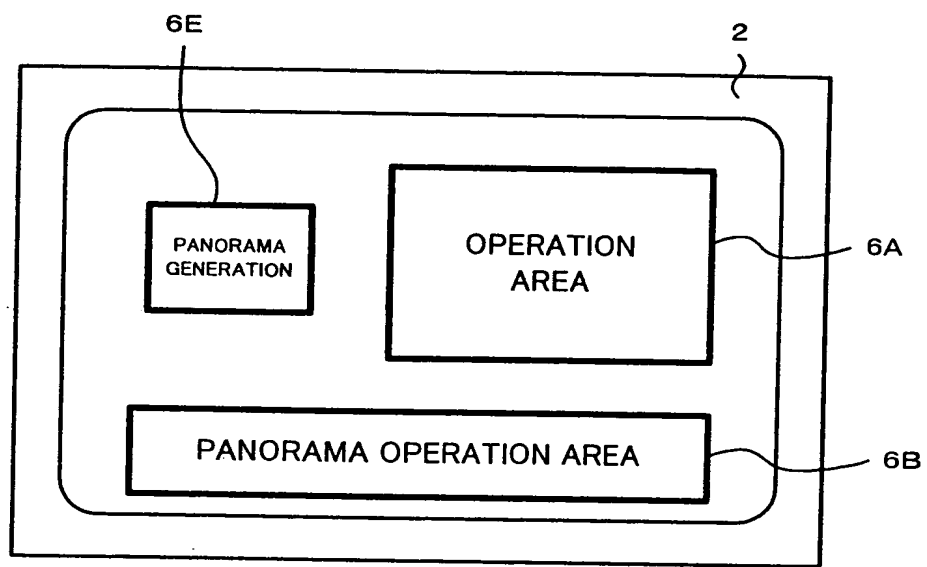 6E
2
PANORAMA
GENERATION
OPERATION
AREA
6A
PANORAMA OPERATION AREA
6B